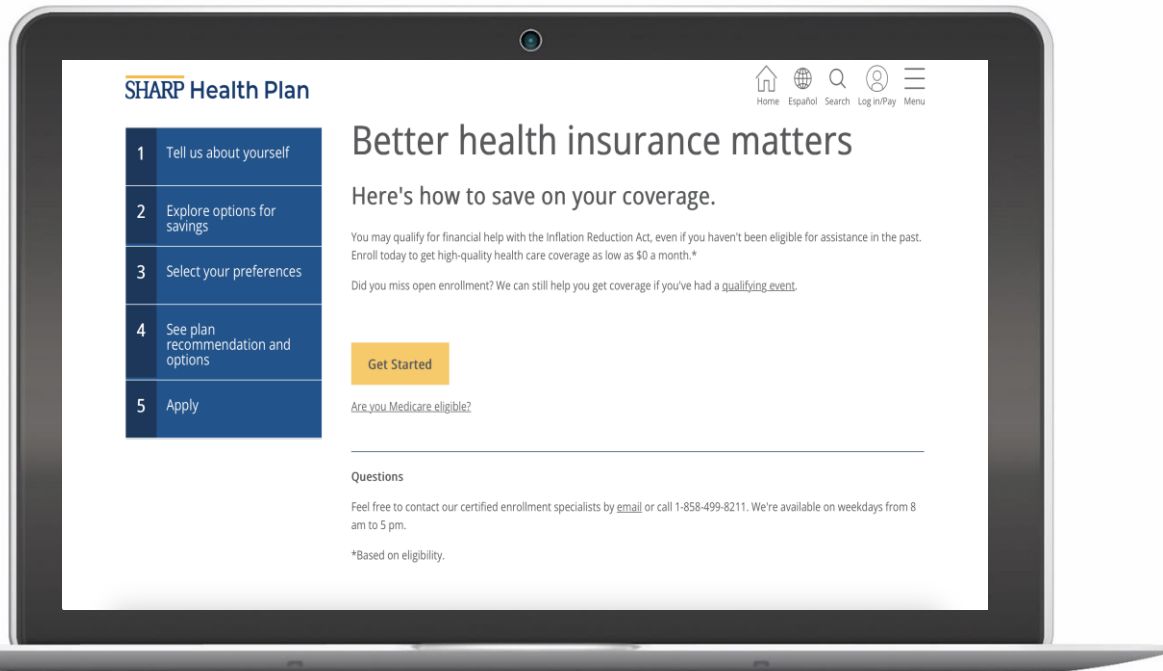 SHARP Health Plan
Home Español Search Log in/Pay Menu
1 Tell us about yourself
2 Explore options for
savings
3 Select your preferences
4 See plan
recommendation and
options
5 Apply
Better health insurance matters
Here's how to save on your coverage.
You may qualify for financial help with the Inflation Reduction Act, even if you haven't been eligible for assistance in the past.
Enroll today to get high-quality health care coverage as low as $0 a month.*
Did you miss open enrollment? We can still help you get coverage if you've had a qualifying event.
Get Started
Are you Medicare eligible?
Questions
Feel free to contact our certified enrollment specialists by email or call 1-858-499-8211. We're available on weekdays from 8
am to 5 pm.
*Based on eligibility.